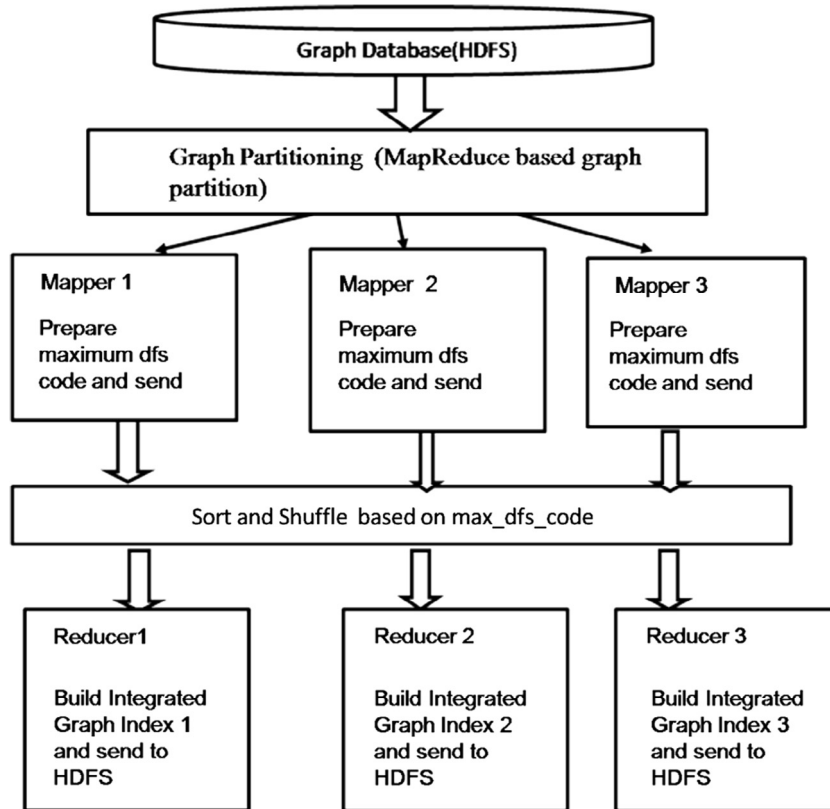 Graph Database(HDFS)
Graph Partitioning (MapReduce based graph
partition)
Mapper 1
Prepare
maximum dfs
code and send
Mapper 2
Prepare
maximum dfs
code and send
Mapper 3
Prepare
maximum dfs
code and send
Sort and Shuffle based on max_dfs_code
Reducer1
Build Integrated
Graph Index 1
and send to
HDFS
Reducer 2
Build Integrated
Graph Index 2
and send to
HDFS
Reducer 3
Build Integrated
Graph Index 3
and send to
HDFS